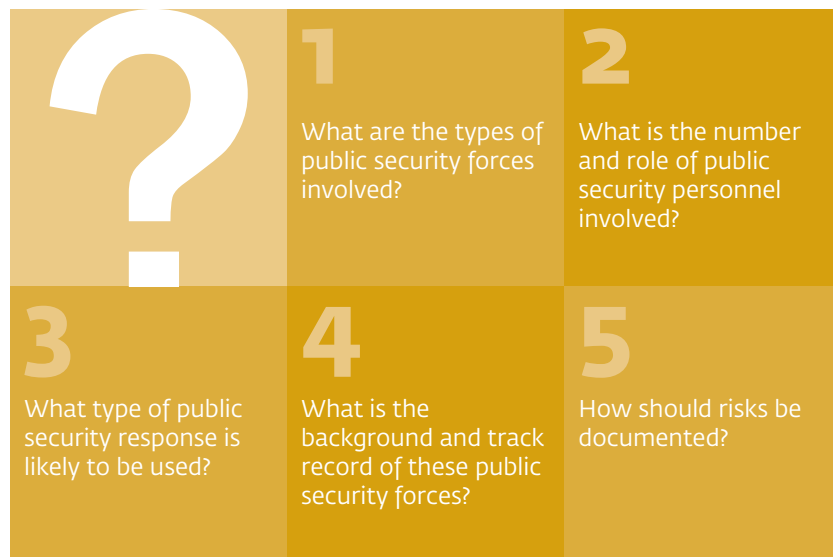 ?
1
What are the types of
public security forces
involved?
2
What is the number
and role of public
security personnel
involved?
3
What type of public
security response is
likely to be used?
4
What is the
background and track
record of these public
security forces?
5
How should risks be
documented?